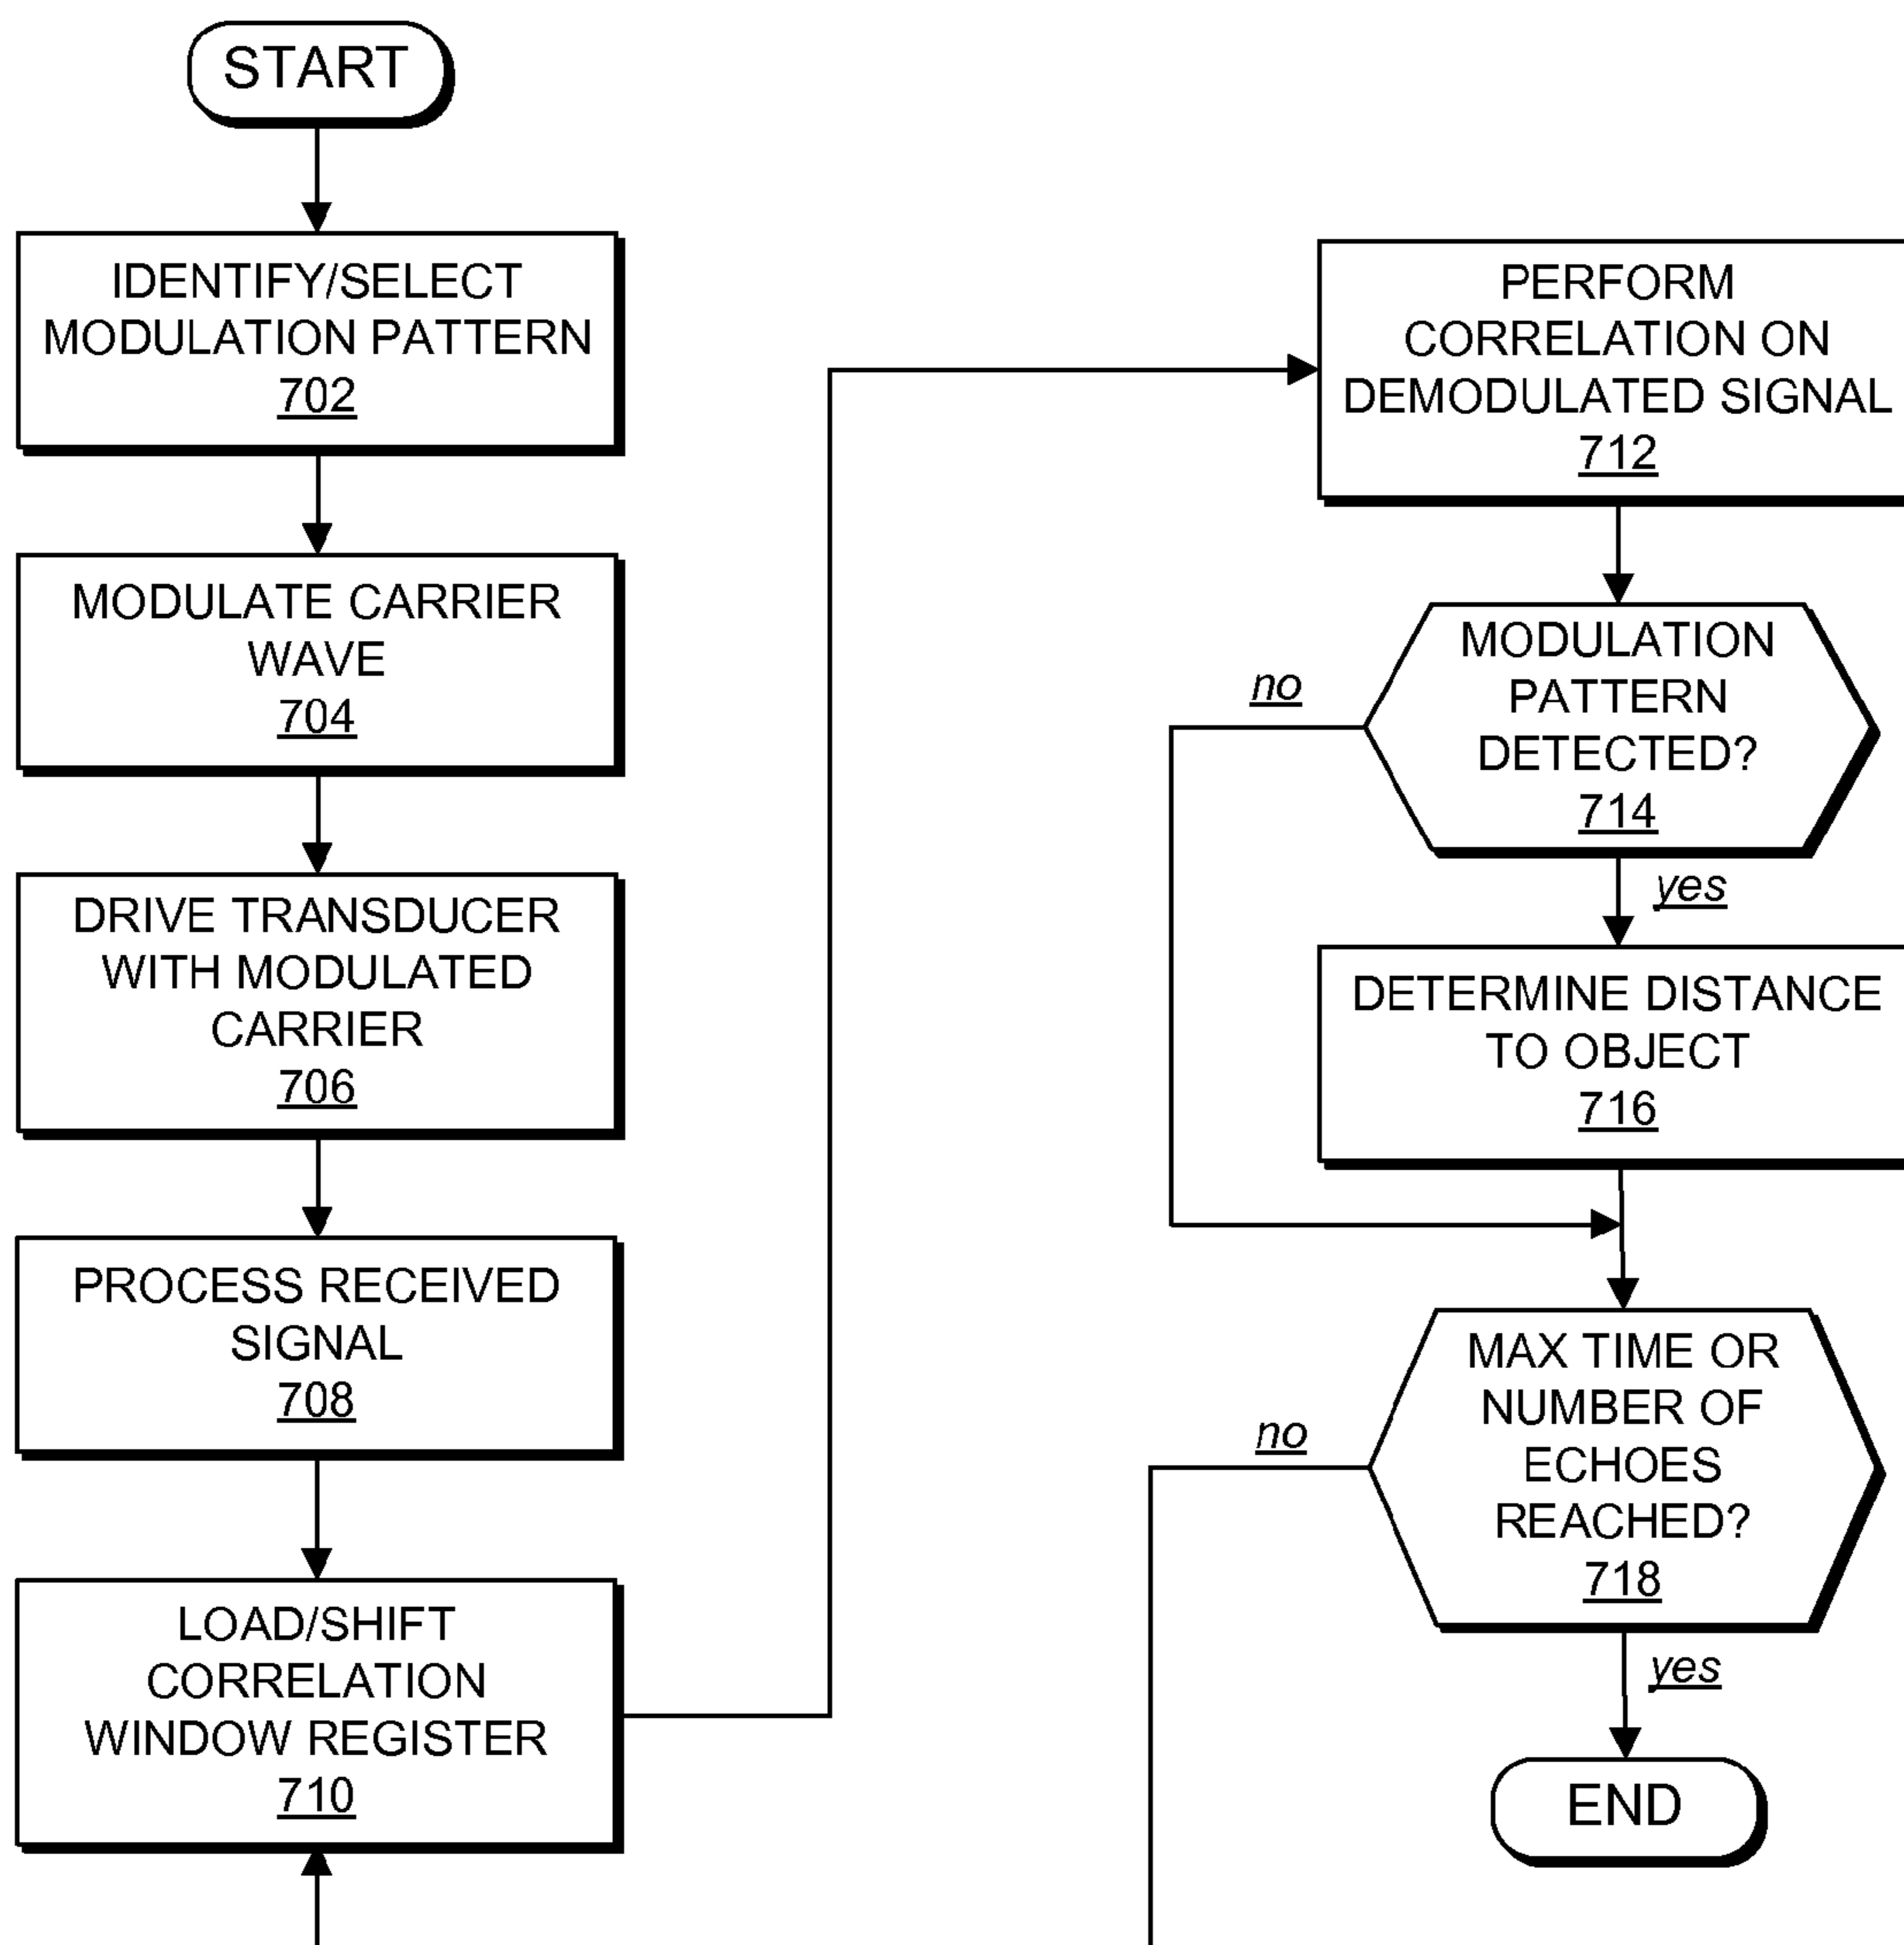 START
IDENTIFY/SELECT
MODULATION PATTERN
702
MODULATE CARRIER
WAVE
704
DRIVE TRANSDUCER
WITH MODULATED
CARRIER
706
PROCESS RECEIVED
SIGNAL
708
LOAD/SHIFT
CORRELATION
WINDOW REGISTER
710
PERFORM
CORRELATION ON
DEMODULATED SIGNAL
712
MODULATION
PATTERN
DETECTED?
714
no
yes
DETERMINE DISTANCE
TO OBJECT
716
MAX TIME OR
NUMBER OF
ECHOES
REACHED?
718
no
yes
END